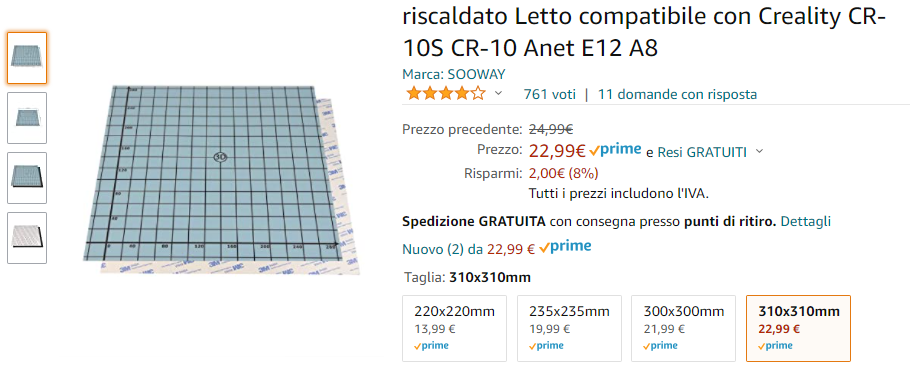 riscaldato Letto compatibile con Creality CR-
10S CR-10 Anet E12 A8
Marca: SOOWAY
761 voti | 11 domande con risposta
Prezzo precedente: 24,99€
Prezzo: 22,99€ prime e Resi GRATUITI
Risparmi: 2,00€ (8%)
Tutti i prezzi includono l'IVA.
Spedizione GRATUITA con consegna presso punti di ritiro. Dettagli
Nuovo (2) da 22,99 € prime
Taglia: 310x310mm
220x220mm 235x235mm 300x300mm 310x310mm
13,99 € 19,99 € 21,99 € 22,99 €
prime prime prime prime